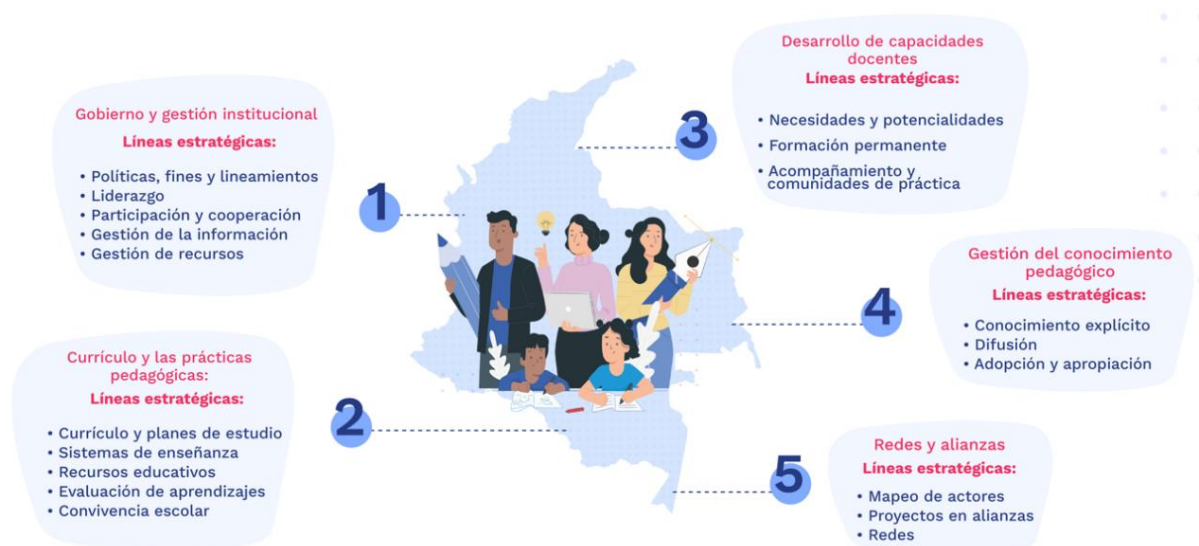 1
Gobierno y gestión institucional
Líneas estratégicas:
• Políticas, fines y lineamientos
• Liderazgo
• Participación y cooperación
• Gestión de la información
• Gestión de recursos
2
Currículo y las prácticas
pedagógicas:
Líneas estratégicas:
• Currículo y planes de estudio
• Sistemas de enseñanza
• Recursos educativos
• Evaluación de aprendizajes
• Convivencia escolar
3
Desarrollo de capacidades
docentes
Líneas estratégicas:
• Necesidades y potencialidades
• Formación permanente
• Acompañamiento y
comunidades de práctica
4
Gestión del conocimiento
pedagógico
Líneas estratégicas:
• Conocimiento explícito
• Difusión
• Adopción y apropiación
5
Redes y alianzas
Líneas estratégicas:
• Mapeo de actores
• Proyectos en alianzas
• Redes